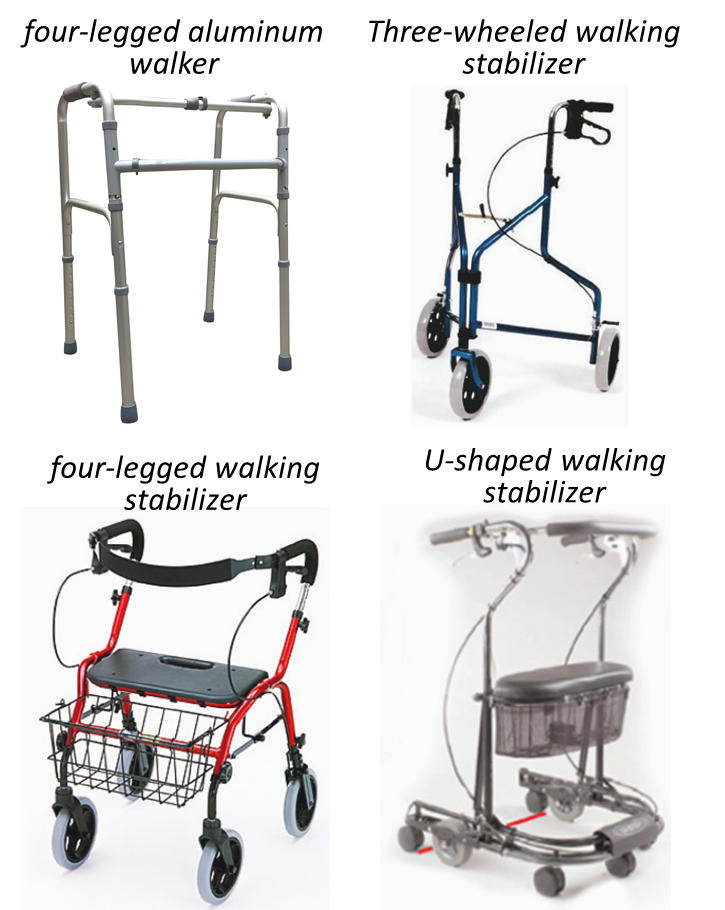 four-legged aluminum
walker
Three-wheeled walking
stabilizer
four-legged walking
stabilizer
U-shaped walking
stabilizer